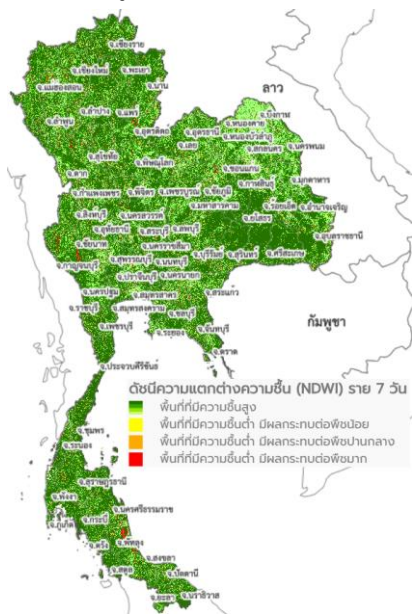 จ.เชียงราย
จ.เชียงใหม่
จ.พะเยา
จ.แม่ฮ่องสอน
จ.น่าน
ลาว
จ.ลำปาง
จ.แพร่
จ.บึงกาฬ
จ.หนองคาย
จ.ลำพูน
จ.อุตรดิตถ์
จ.อุดรธานี
จ.หนองบัวลำภู
จ.เลย
จ.สกลนคร
จ.นครพนม
จ.สุโขทัย
จ.พิษณุโลก
จ.ขอนแก่น
จ.ตาก
จ.กาฬสินธุ์
จ.มุกดาหาร
จ.กำแพงเพชร
จ.พิจิตร
จ.เพชรบูรณ์
จ.ชัยภูมิ
จ.มหาสารคาม
จ.ร้อยเอ็ด
จ.อำนาจเจริญ
จ.สิงห์บุรี
จ.นครสวรรค์
จ.ยโสธร
จ.อุทัยธานี
จ.สระบุรี
จ.ลพบุรี
จ.อุบลราชธานี
จ.ชัยนาท
จ.นครราชสีมา
จ.กาญจนบุรี
จ.สุพรรณบุรี
จ.นนทบุรี
จ.บุรีรัมย์
จ.สุรินทร์
จ.ศรีสะเกษ
จ.ปราจีนบุรี
จ.นครนายก
จ.นครปฐม
จ.สมุทรสาคร
จ.สระแก้ว
จ.ราชบุรี
จ.สมุทรสงคราม
จ.ชลบุรี
กัมพูชา
จ.เพชรบุรี
จ.ระยอง
จ.จันทบุรี
จ.ตราด
จ.ประจวบคีรีขันธ์
ดัชนีความแตกต่างความชื้น (NDWI) ราย 7 วัน
พื้นที่ที่มีความชื้นสูง
พื้นที่ที่มีความชื้นต่ำ มีผลกระทบต่อพืชน้อย
พื้นที่ที่มีความชื้นต่ำ มีผลกระทบต่อพืชปานกลาง
พื้นที่ที่มีความชื้นต่ำ มีผลกระทบต่อพืชมาก
จ.ชุมพร
จ.ระนอง
จ.สุราษฎร์ธานี
จ.พังงา
จ.นครศรีธรรมราช
จ.ภูเก็ต
จ.กระบี่
จ.ตรัง
จ.พัทลุง
จ.สงขลา
จ.สตูล
จ.ปัตตานี
จ.ยะลา
จ.นราธิวาส